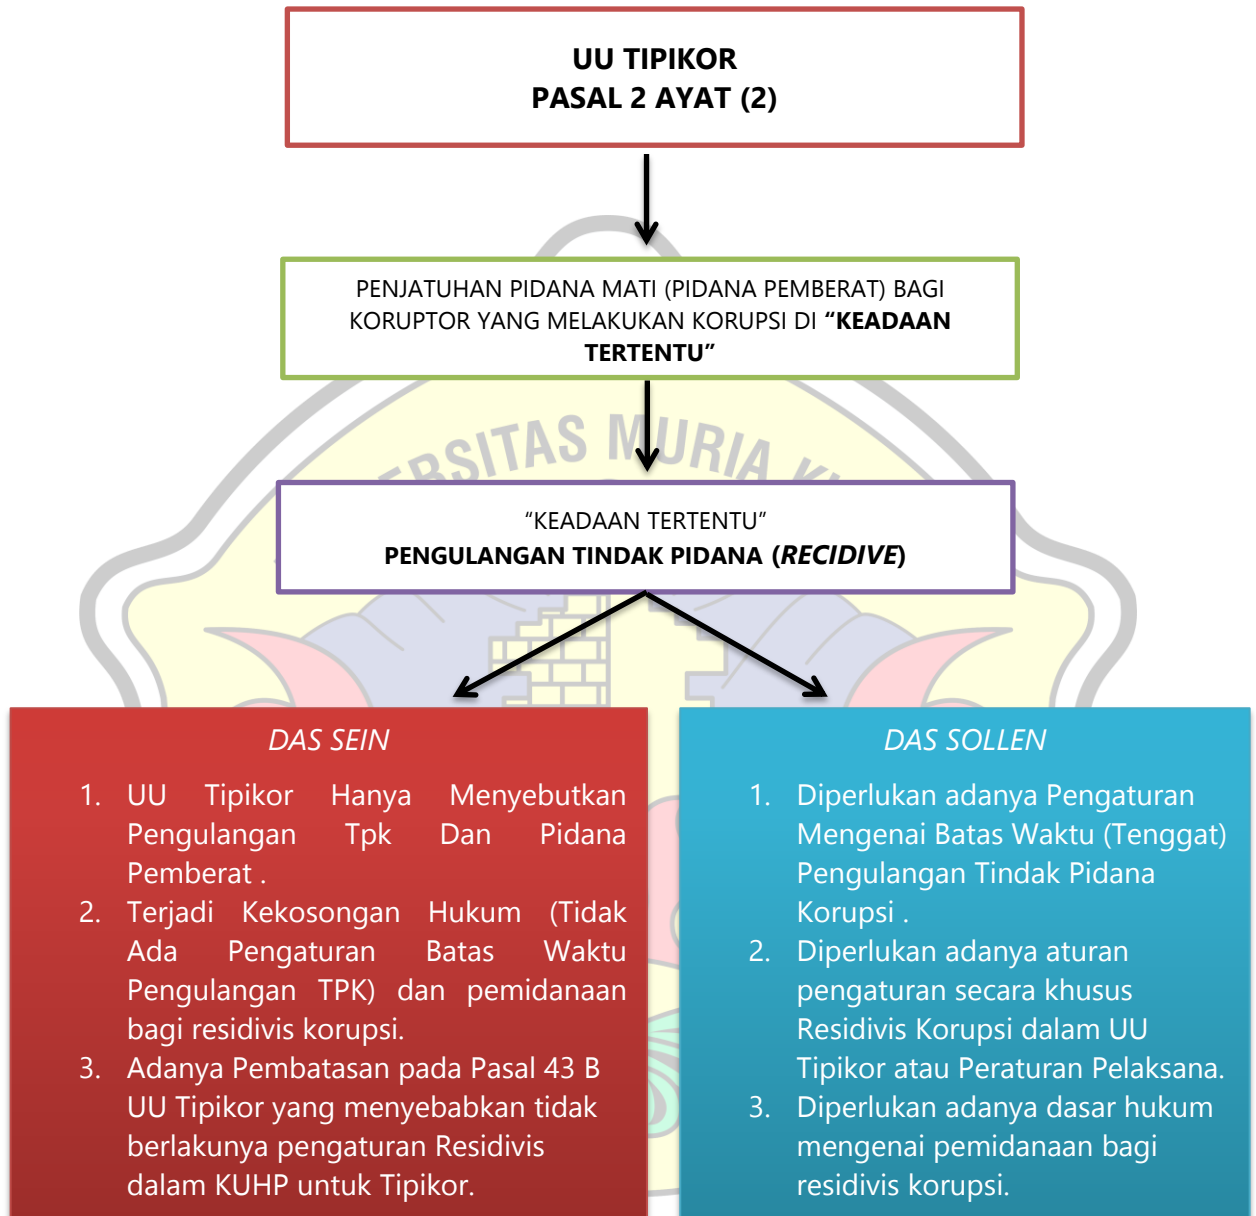 UU TIPIKOR
PASAL 2 AYAT (2)
PENJATUHAN PIDANA MATI (PIDANA PEMBERAT) BAGI
KORUPTOR YANG MELAKUKAN KORUPSI DI “KEADAAN
TERTENTU”
ERSITAS MURIA
“KEADAAN TERTENTU”
PENGULANGAN TINDAK PIDANA (RECIDIVE)
DAS SEIN
1. UU Tipikor Hanya Menyebutkan
Pengulangan Tpk Dan Pidana
Pemberat .
2. Terjadi Kekosongan Hukum (Tidak
Ada Pengaturan Batas Waktu
Pengulangan TPK) dan pemidanaan
bagi residivis korupsi.
3. Adanya Pembatasan pada Pasal 43 B
UU Tipikor yang menyebabkan tidak
berlakunya pengaturan Residivis
dalam KUHP untuk Tipikor.
DAS SOLLEN
1. Diperlukan adanya Pengaturan
Mengenai Batas Waktu (Tenggat)
Pengulangan Tindak Pidana
Korupsi .
2. Diperlukan adanya aturan
pengaturan secara khusus
Residivis Korupsi dalam UU
Tipikor atau Peraturan Pelaksana.
3. Diperlukan adanya dasar hukum
mengenai pemidanaan bagi
residivis korupsi.